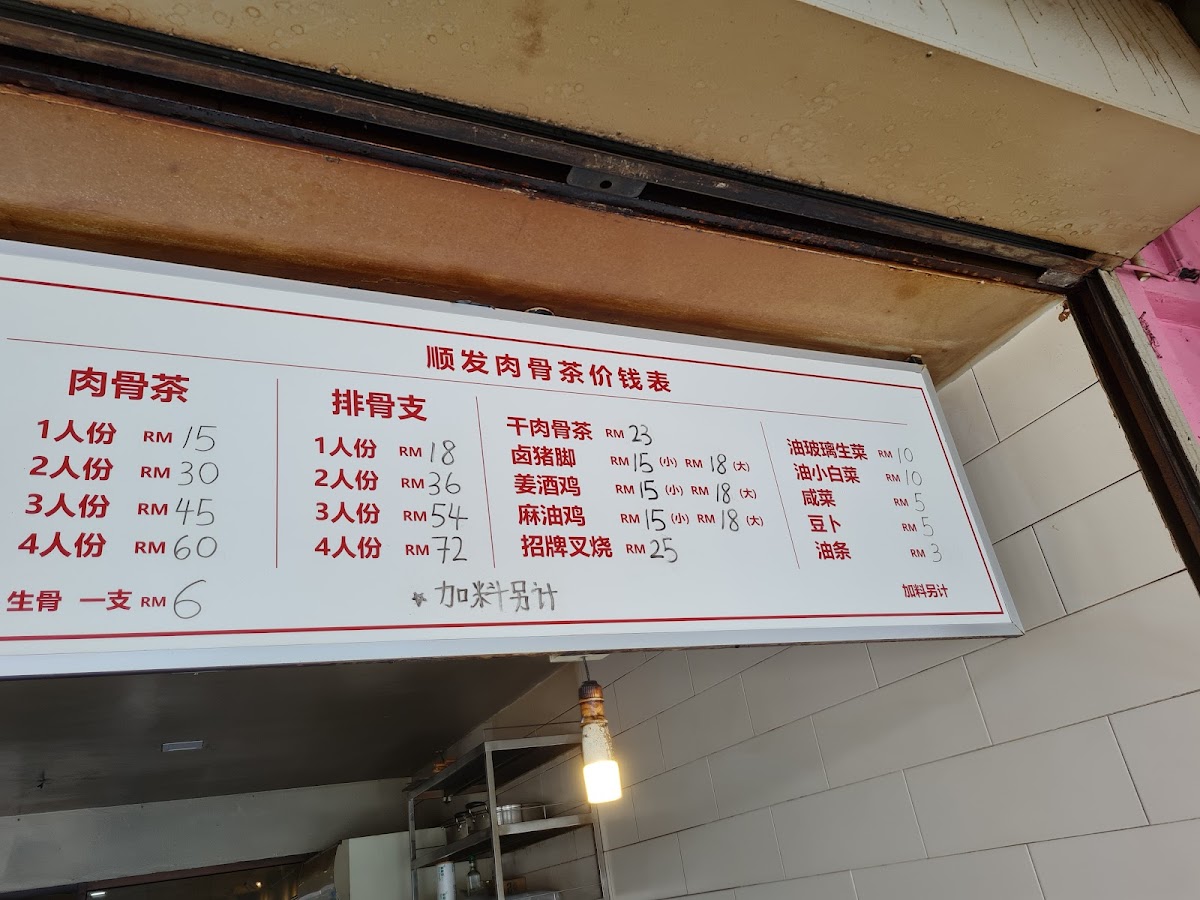 顺发肉骨茶价钱表
肉骨茶
1人份 RM 15
2人份 RM 30
3人份 RM 45
4人份 RM 60
生骨 一支 RM 6
排骨支
1人份 RM 18
2人份 RM 36
3人份 RM 54
4人份 RM 72
干肉骨茶 RM 23
卤猪脚 RM 15 (小) RM 18 (大)
姜酒鸡 RM 15 (小) RM 18 (大)
麻油鸡 RM 15 (小) RM 18 (大)
招牌叉烧 RM 25
油玻璃生菜 RM 10
油小白菜 RM 10
咸菜 RM 5
豆卜 RM 5
油条 RM 3
* 加料另计
加料另计